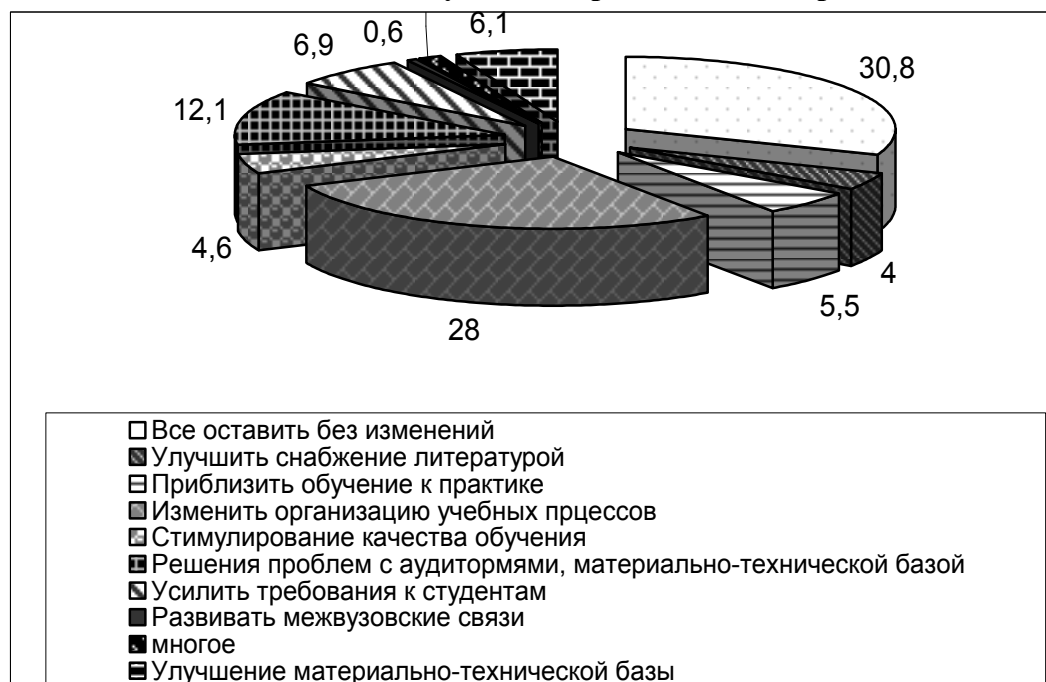 6,9
0,6
6,1
30,8
12,1
4,6
4
5,5
28
Все оставить без изменений
Улучшить снабжение литературой
Приблизить обучение к практике
Изменить организацию учебных прцессов
Стимулирование качества обучения
Решения проблем с аудитормями, материально-технической базой
Усилить требования к студентам
Развивать межвузовские связи
многое
Улучшение материально-технической базы